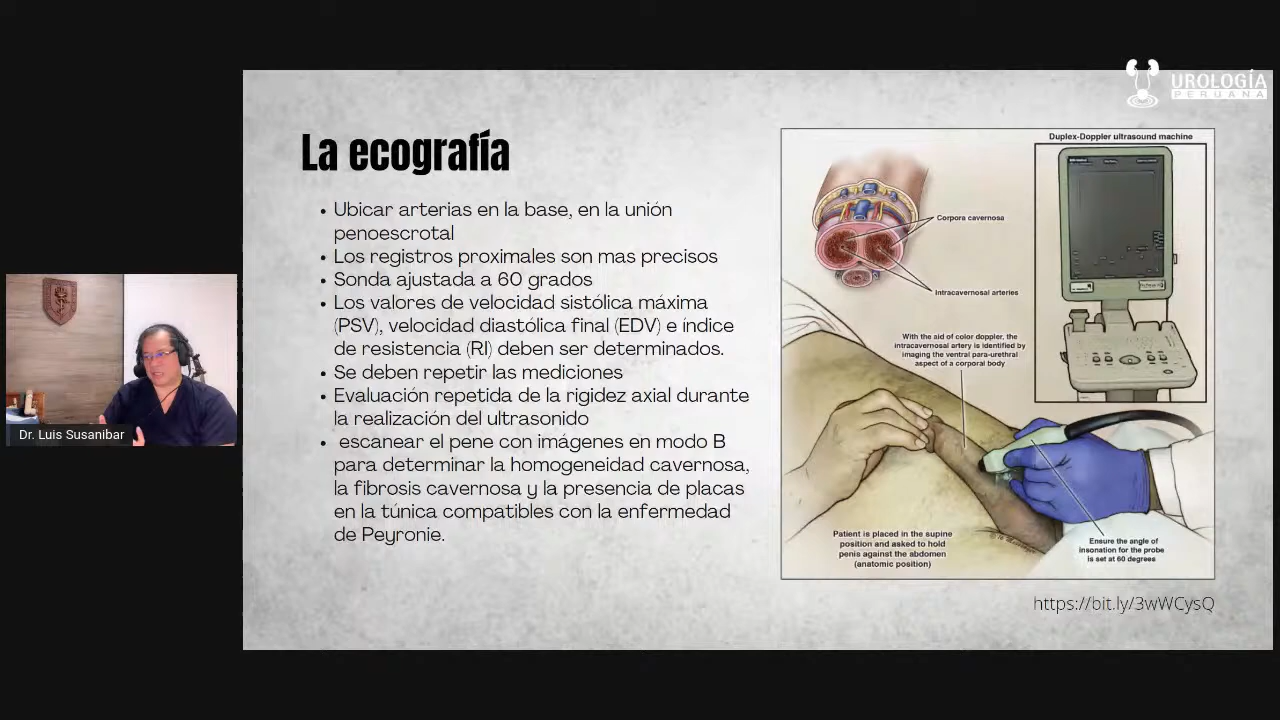 UROLOGÍA
PERUANA
La ecografía
• Ubicar arterias en la base, en la unión
penoescrotal
• Los registros proximales son mas precisos
• Sonda ajustada a 60 grados
• Los valores de velocidad sistólica máxima
(PSV), velocidad diastólica final (EDV) e índice
de resistencia (RI) deben ser determinados.
• Se deben repetir las mediciones
• Evaluación repetida de la rigidez axial durante
la realización del ultrasonido
• escanear el pene con imágenes en modo B
para determinar la homogeneidad cavernosa,
la fibrosis cavernosa y la presencia de placas
en la túnica compatibles con la enfermedad
de Peyronie.
Duplex-Doppler ultrasound machine
Corpora cavernosa
Intracavernosal arteries
With the aid of color doppler, the
intracavernosal artery is identified by
imaging the ventral para-urethral
aspect of a corporal body
Patient is placed in the supine
position and asked to hold
penis against the abdomen
(anatomic position)
Ensure the angle of
insonation for the probe
is set at 60 degrees
https://bit.ly/3wWCysQ
Dr. Luis Susanibar